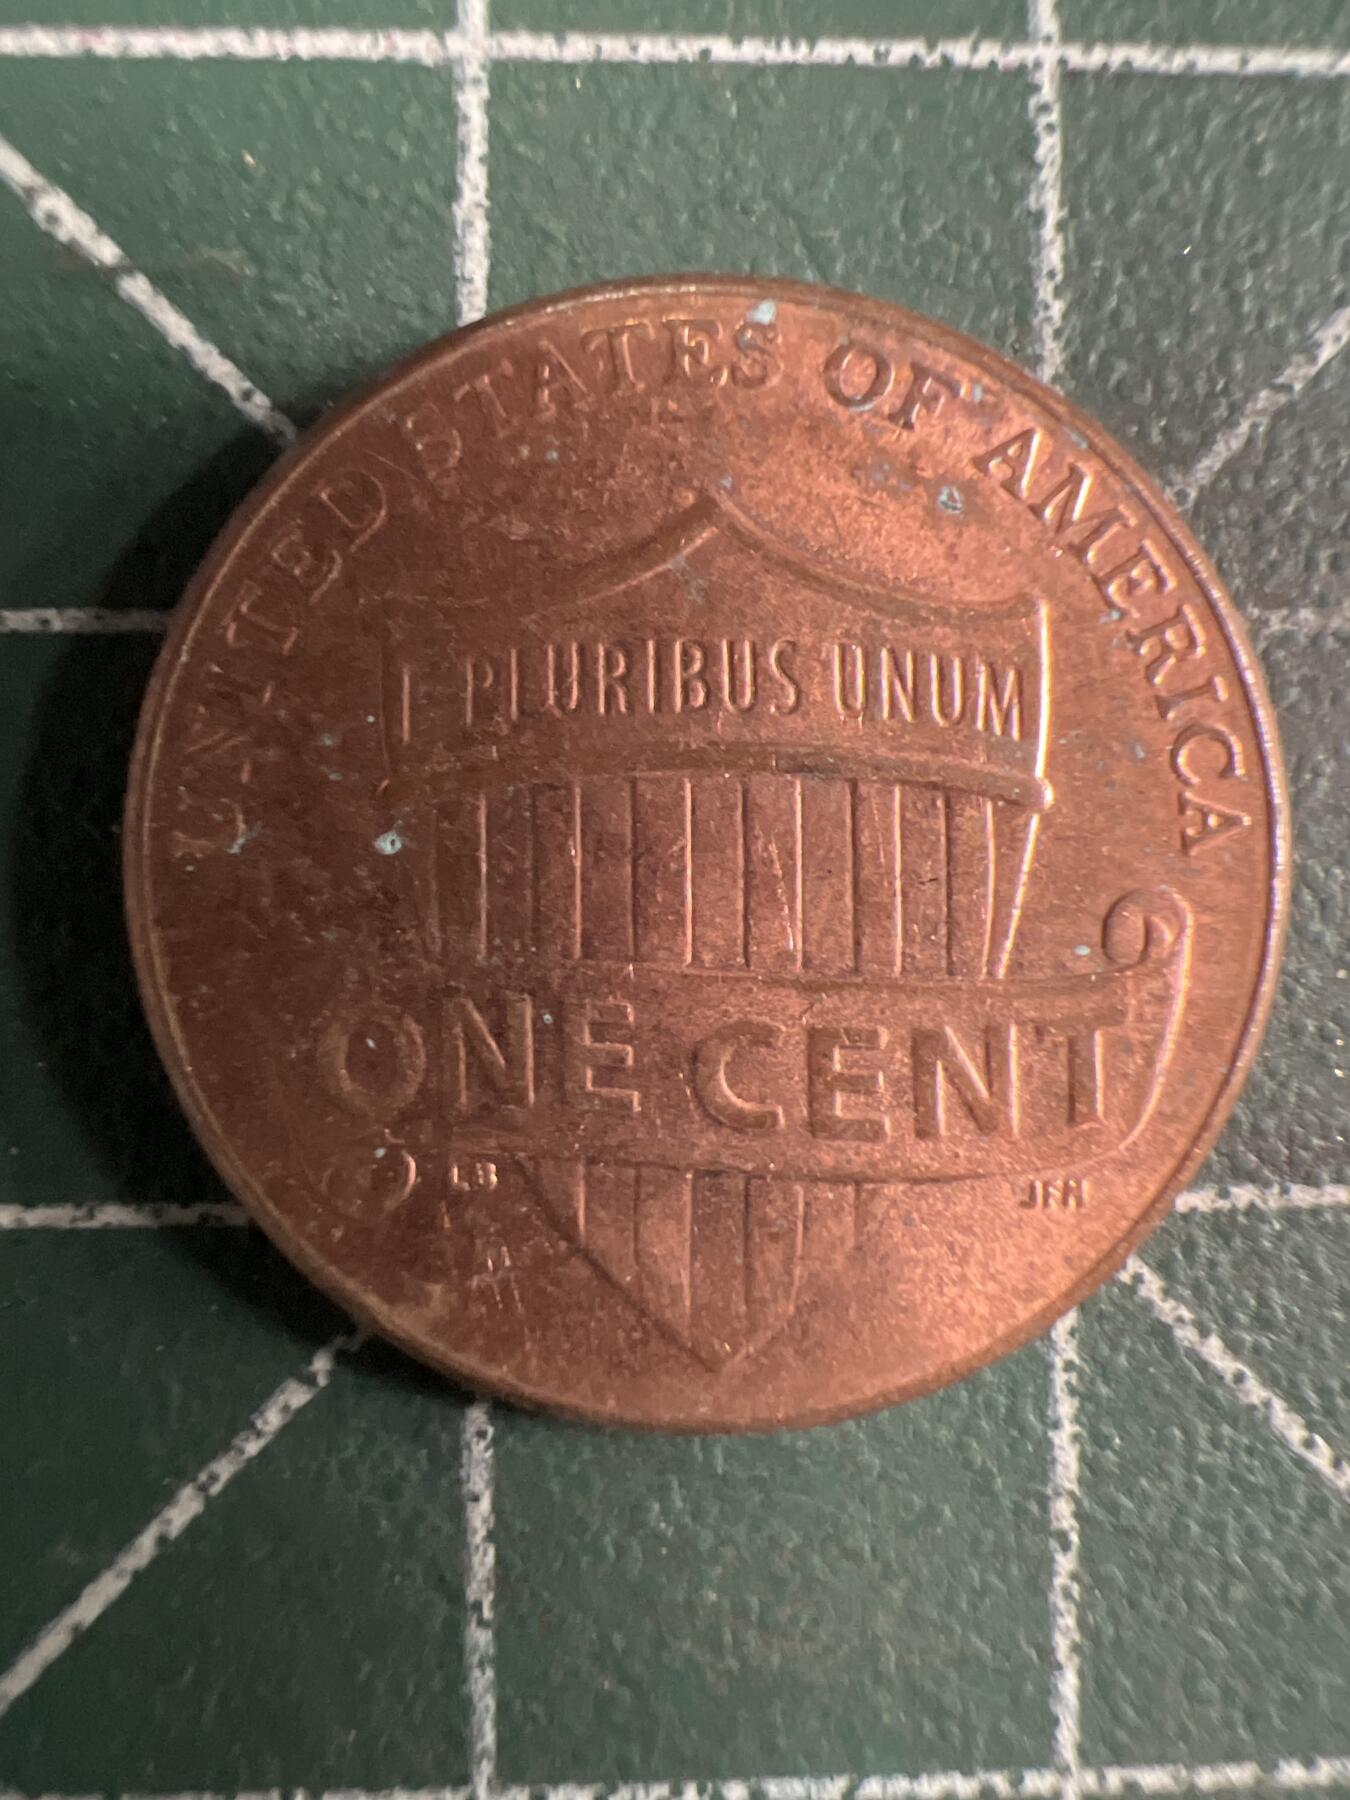 UNITED STATES OF AMERICA
E PLURIBUS UNUM
ONE CENT
LB
JFM